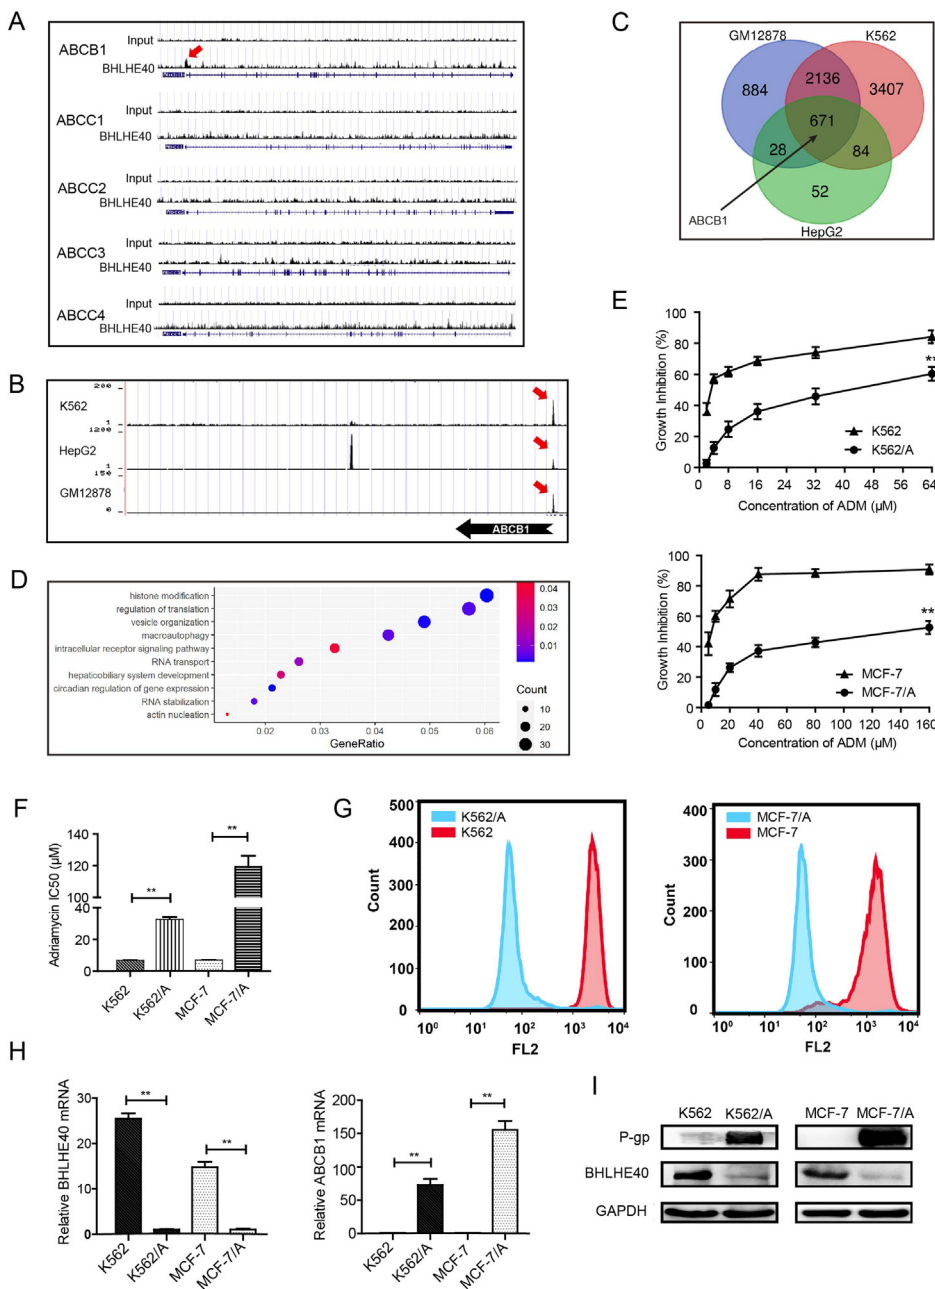 A
ABCB1
Input
BHLHE40
ABCC1
Input
BHLHE40
ABCC2
Input
BHLHE40
ABCC3
Input
BHLHE40
ABCC4
Input
BHLHE40
B
200
K562
1
1200
HepG2
1
150
GM12878
0
ABCB1
C
GM12878
K562
884
2136
3407
671
28
84
52
ABCB1
HepG2
D
histone modification
regulation of translation
vesicle organization
macroautophagy
intracellular receptor signaling pathway
RNA transport
hepaticobiliary system development
circadian regulation of gene expression
RNA stabilization
actin nucleation
0.02 0.03 0.04 0.05 0.06
GeneRatio
0.04
0.03
0.02
0.01
Count
10
20
30
E
Growth Inhibition (%)
100
80
60
40
20
0
**
K562
K562/A
0 8 16 24 32 40 48 56 64
Concentration of ADM (µM)
Growth Inhibition (%)
100
80
60
40
20
0
**
MCF-7
MCF-7/A
0 20 40 60 80 100 120 140 160
Concentration of ADM (µM)
F
Adriamycin IC50 (µM)
140
120
100
40
20
0
**
**
K562
K562/A
MCF-7
MCF-7/A
G
Count
500
400
300
200
100
0
K562/A
K562
10⁰ 10¹ 10² 10³ 10⁴
FL2
Count
400
300
200
100
0
MCF-7/A
MCF-7
10⁰ 10¹ 10² 10³ 10⁴
FL2
H
Relative BHLHE40 mRNA
30
20
10
0
**
**
K562
K562/A
MCF-7
MCF-7/A
Relative ABCB1 mRNA
200
150
100
50
0
**
**
K562
K562/A
MCF-7
MCF-7/A
I
K562 K562/A MCF-7 MCF-7/A
P-gp
BHLHE40
GAPDH